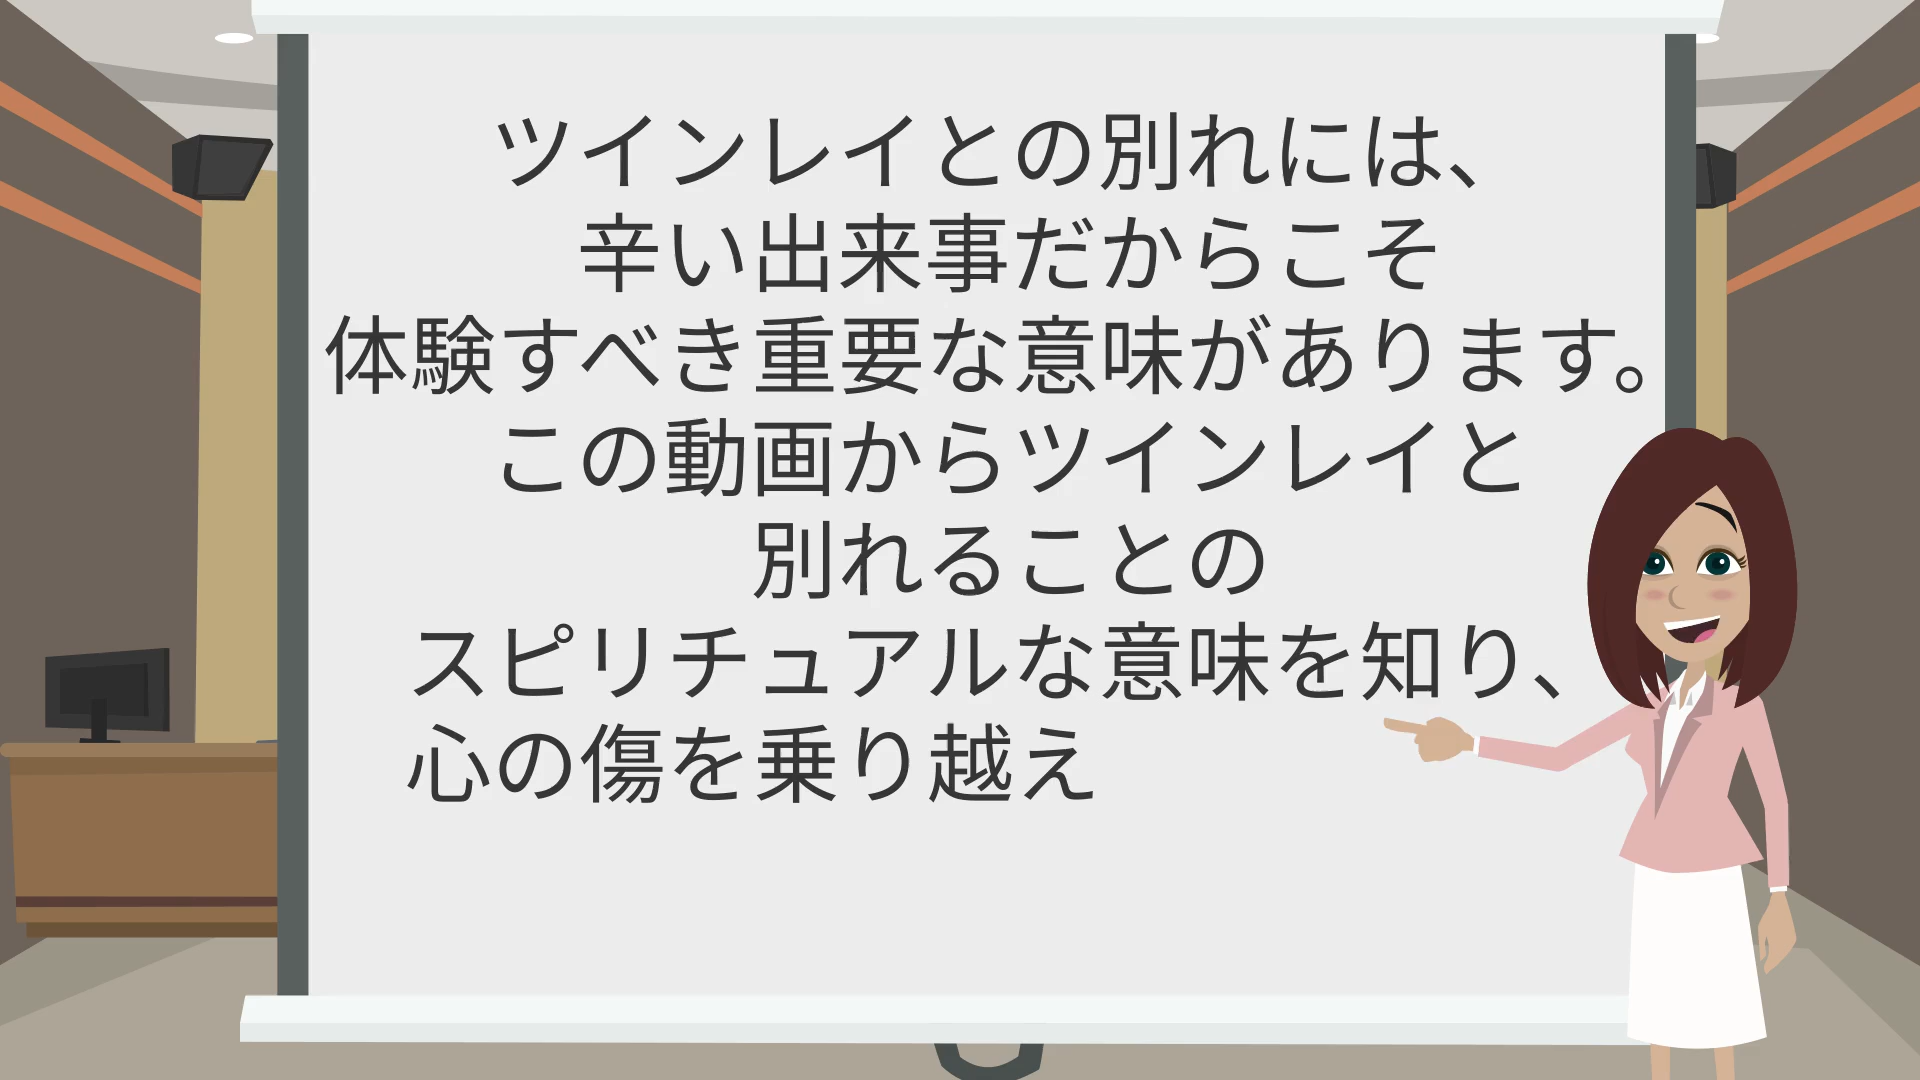 ツインレイとの別れには、
辛い出来事だからこそ
体験すべき重要な意味があります。
この動画からツインレイと
別れることの
スピリチュアルな意味を知り、
心の傷を乗り越え